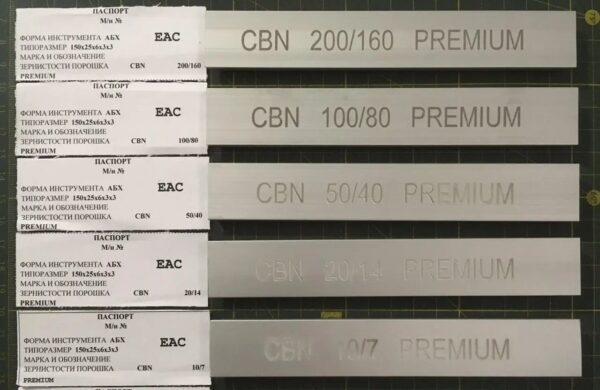 ПАСПОРТ
М/п №
ФОРМА ИНСТРУМЕНТА АБХ EAC
ТИПОРАЗМЕР 150х25х6х3х3
МАРКА И ОБОЗНАЧЕНИЕ
ЗЕРНИСТОСТИ ПОРОШКА CBN 200/160
PREMIUM
CBN 200/160 PREMIUM
ПАСПОРТ
М/п №
ФОРМА ИНСТРУМЕНТА АБХ EAC
ТИПОРАЗМЕР 150х25х6х3х3
МАРКА И ОБОЗНАЧЕНИЕ
ЗЕРНИСТОСТИ ПОРОШКА CBN 100/80
PREMIUM
CBN 100/80 PREMIUM
ПАСПОРТ
М/п №
ФОРМА ИНСТРУМЕНТА АБХ EAC
ТИПОРАЗМЕР 150х25х6х3х3
МАРКА И ОБОЗНАЧЕНИЕ
ЗЕРНИСТОСТИ ПОРОШКА CBN 50/40
PREMIUM
CBN 50/40 PREMIUM
ПАСПОРТ
М/п №
ФОРМА ИНСТРУМЕНТА АБХ EAC
ТИПОРАЗМЕР 150х25х6х3х3
МАРКА И ОБОЗНАЧЕНИЕ
ЗЕРНИСТОСТИ ПОРОШКА CBN 20/14
PREMIUM
CBN 20/14 PREMIUM
ПАСПОРТ
М/п №
ФОРМА ИНСТРУМЕНТА АБХ EAC
ТИПОРАЗМЕР 150х25х6х3х3
МАРКА И ОБОЗНАЧЕНИЕ
ЗЕРНИСТОСТИ ПОРОШКА CBN 10/7
PREMIUM
CBN 10/7 PREMIUM